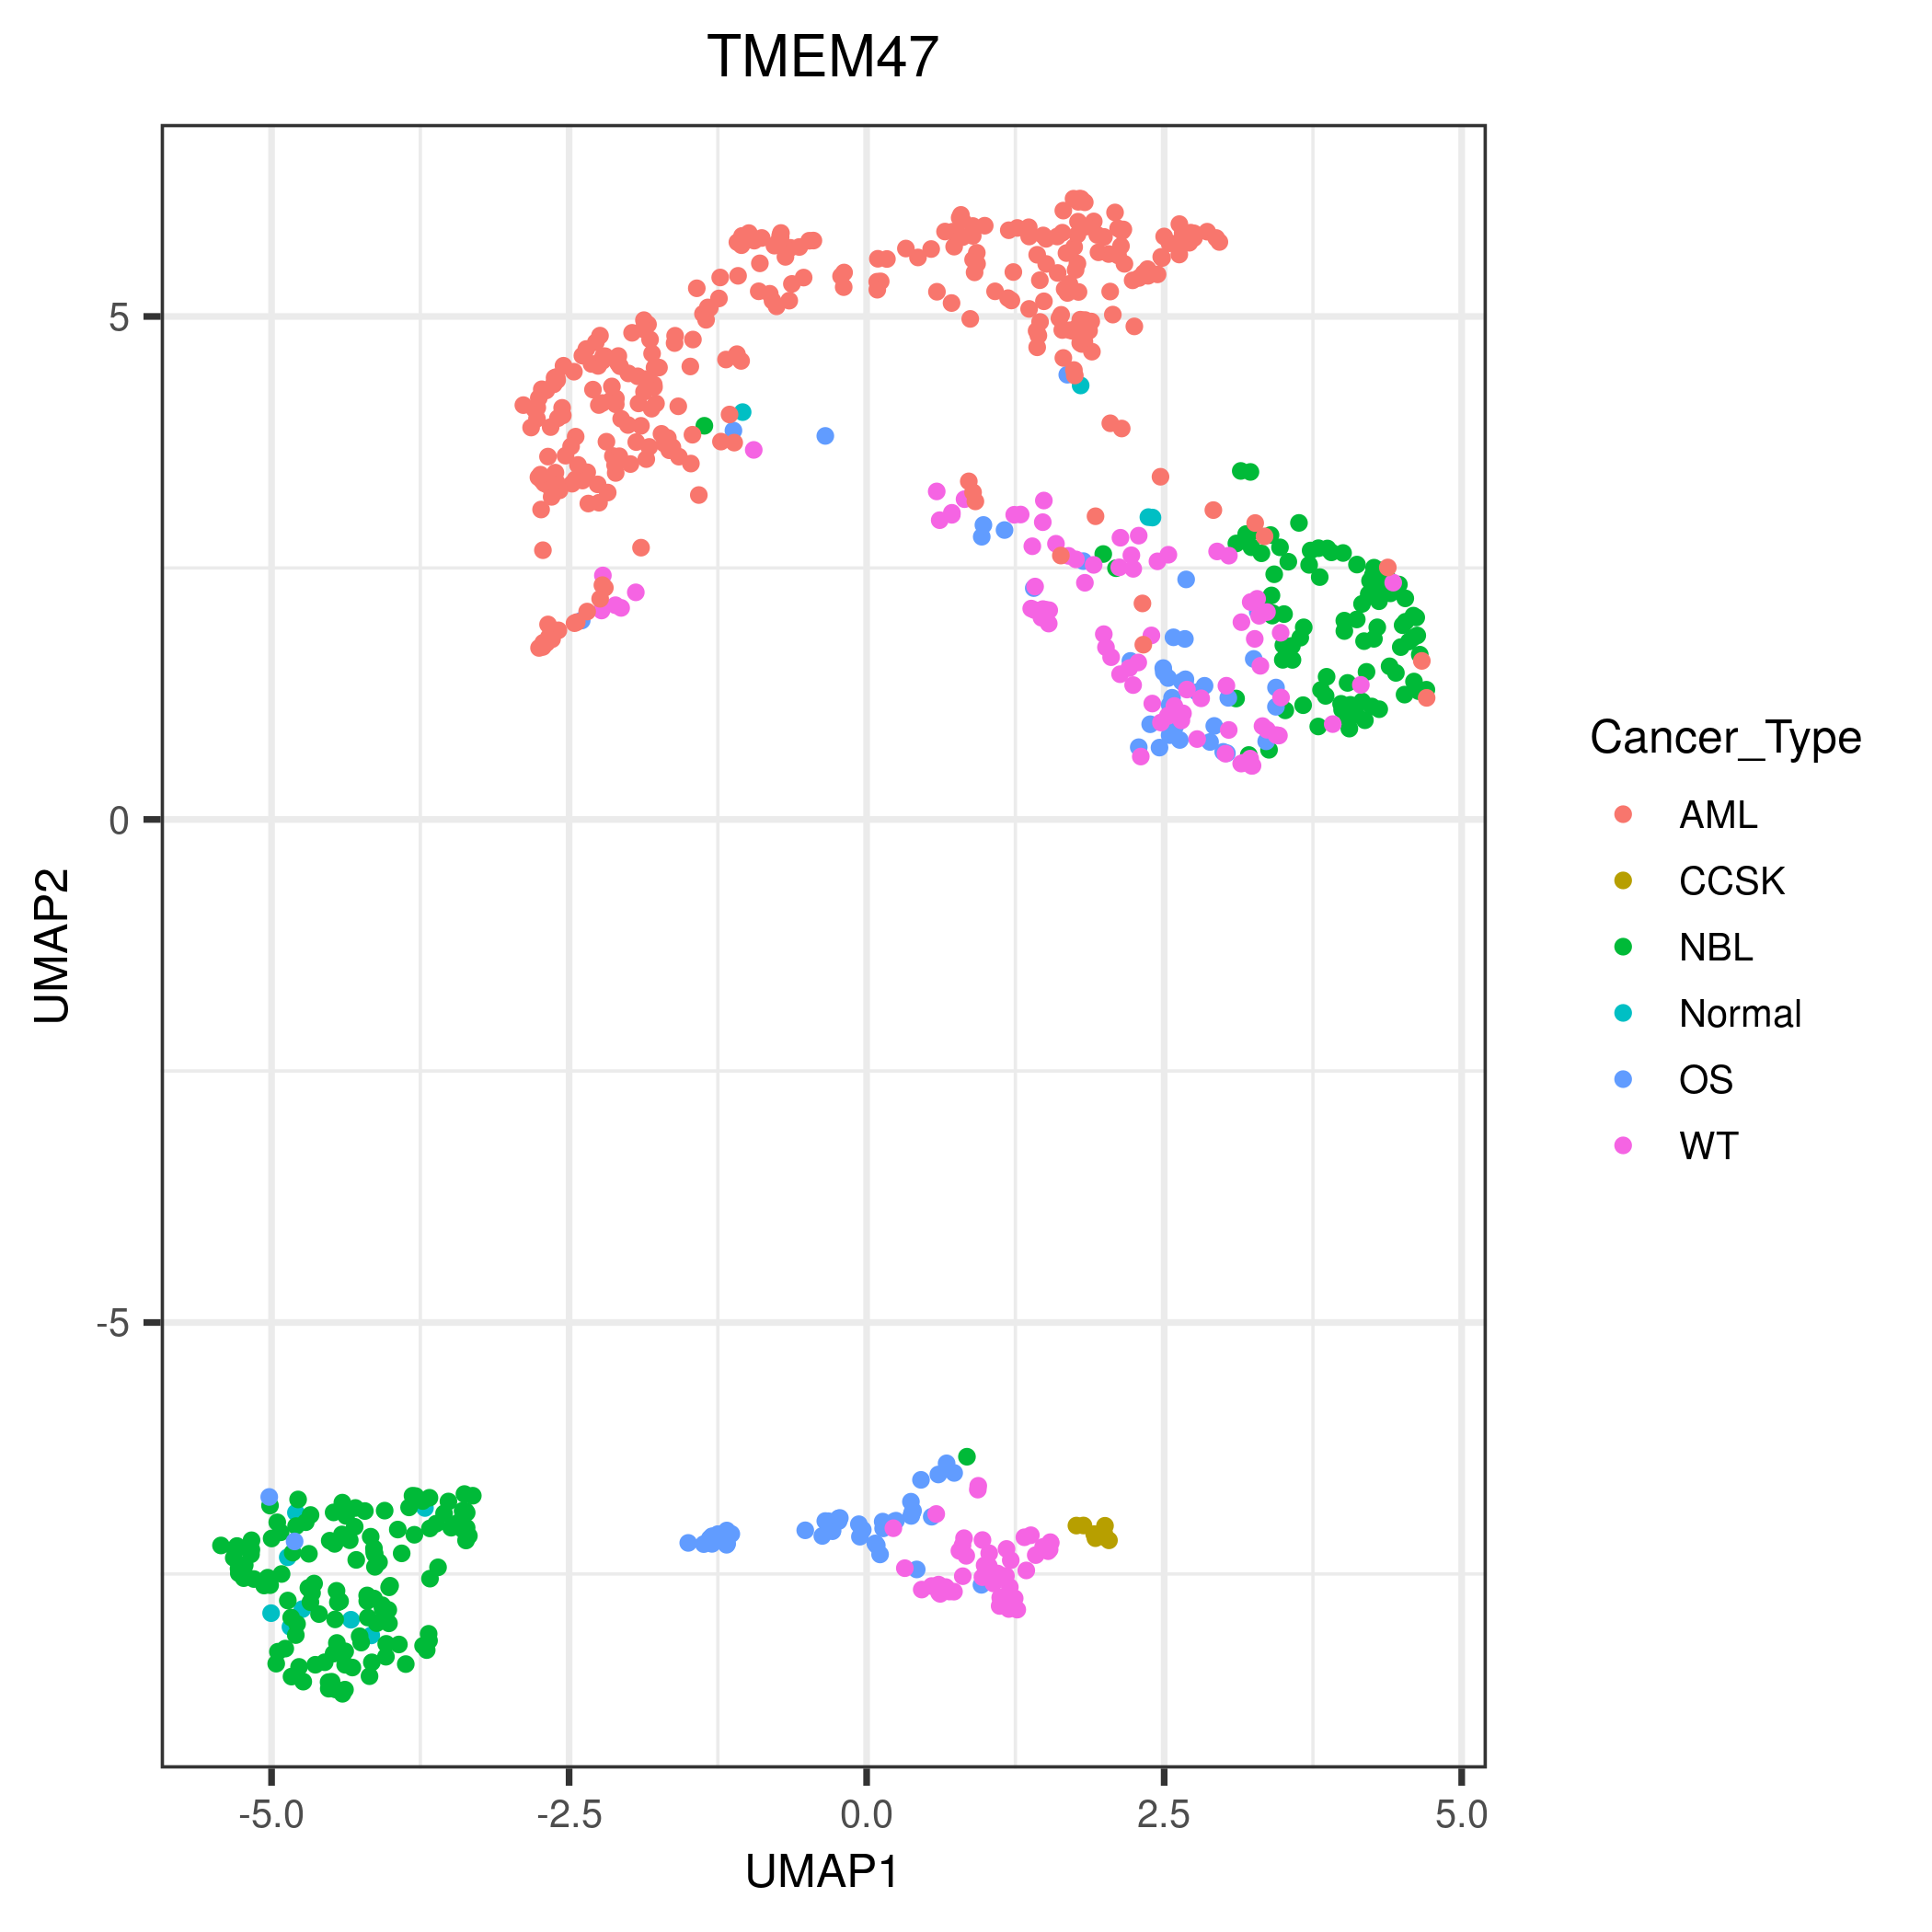 TMEM47
5
0
-5
UMAP2
-5.0
-2.5
0.0
2.5
5.0
UMAP1
Cancer_Type
AML
CCSK
NBL
Normal
OS
WT